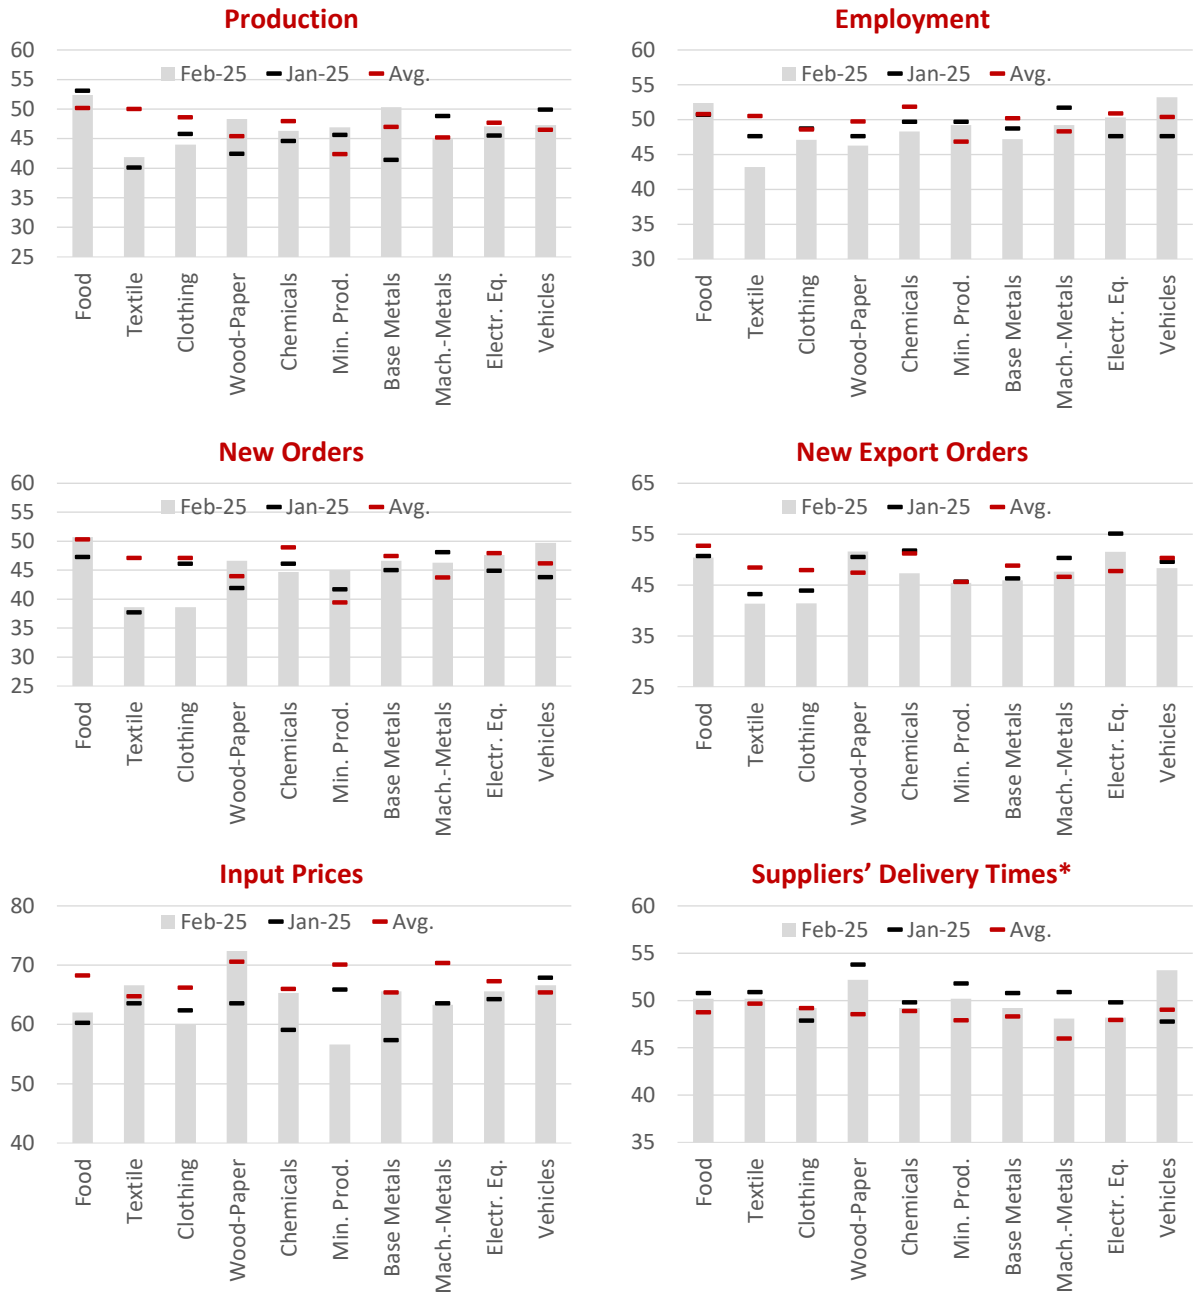 Production
Feb-25 Jan-25 Avg.
60
55
50
45
40
35
30
25
Food
Textile
Clothing
Wood-Paper
Chemicals
Min. Prod.
Base Metals
Mach.-Metals
Electr. Eq.
Vehicles
Employment
Feb-25 Jan-25 Avg.
60
55
50
45
40
35
30
Food
Textile
Clothing
Wood-Paper
Chemicals
Min. Prod.
Base Metals
Mach.-Metals
Electr. Eq.
Vehicles
New Orders
Feb-25 Jan-25 Avg.
60
55
50
45
40
35
30
25
Food
Textile
Clothing
Wood-Paper
Chemicals
Min. Prod.
Base Metals
Mach.-Metals
Electr. Eq.
Vehicles
New Export Orders
Feb-25 Jan-25 Avg.
65
55
45
35
25
Food
Textile
Clothing
Wood-Paper
Chemicals
Min. Prod.
Base Metals
Mach.-Metals
Electr. Eq.
Vehicles
Input Prices
Feb-25 Jan-25 Avg.
80
70
60
50
40
Food
Textile
Clothing
Wood-Paper
Chemicals
Min. Prod.
Base Metals
Mach.-Metals
Electr. Eq.
Vehicles
Suppliers’ Delivery Times*
Feb-25 Jan-25 Avg.
60
55
50
45
40
35
Food
Textile
Clothing
Wood-Paper
Chemicals
Min. Prod.
Base Metals
Mach.-Metals
Electr. Eq.
Vehicles